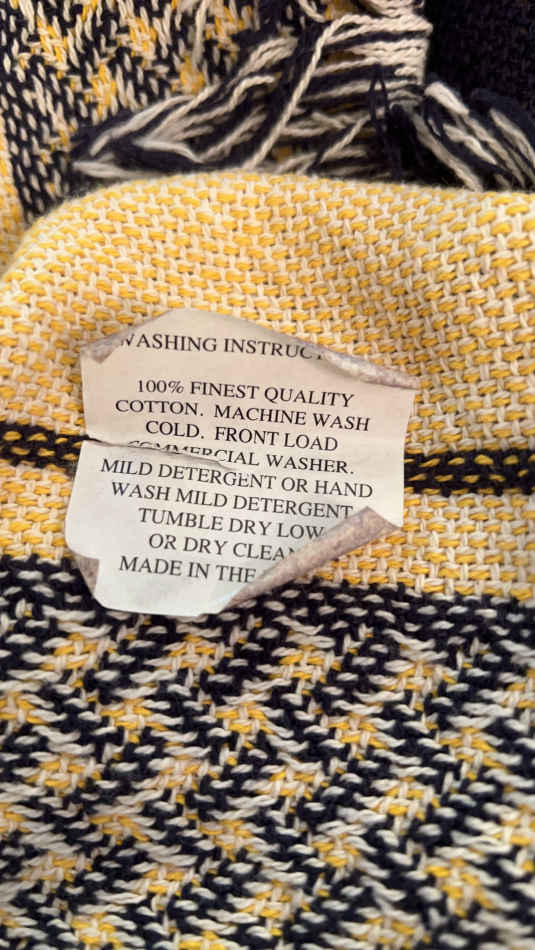 WASHING INSTRUC
100% FINEST QUALITY
COTTON. MACHINE WASH
COLD. FRONT LOAD
COMMERCIAL WASHER.
MILD DETERGENT OR HAND
WASH MILD DETERGENT
TUMBLE DRY LOW
OR DRY CLEAN
MADE IN THE